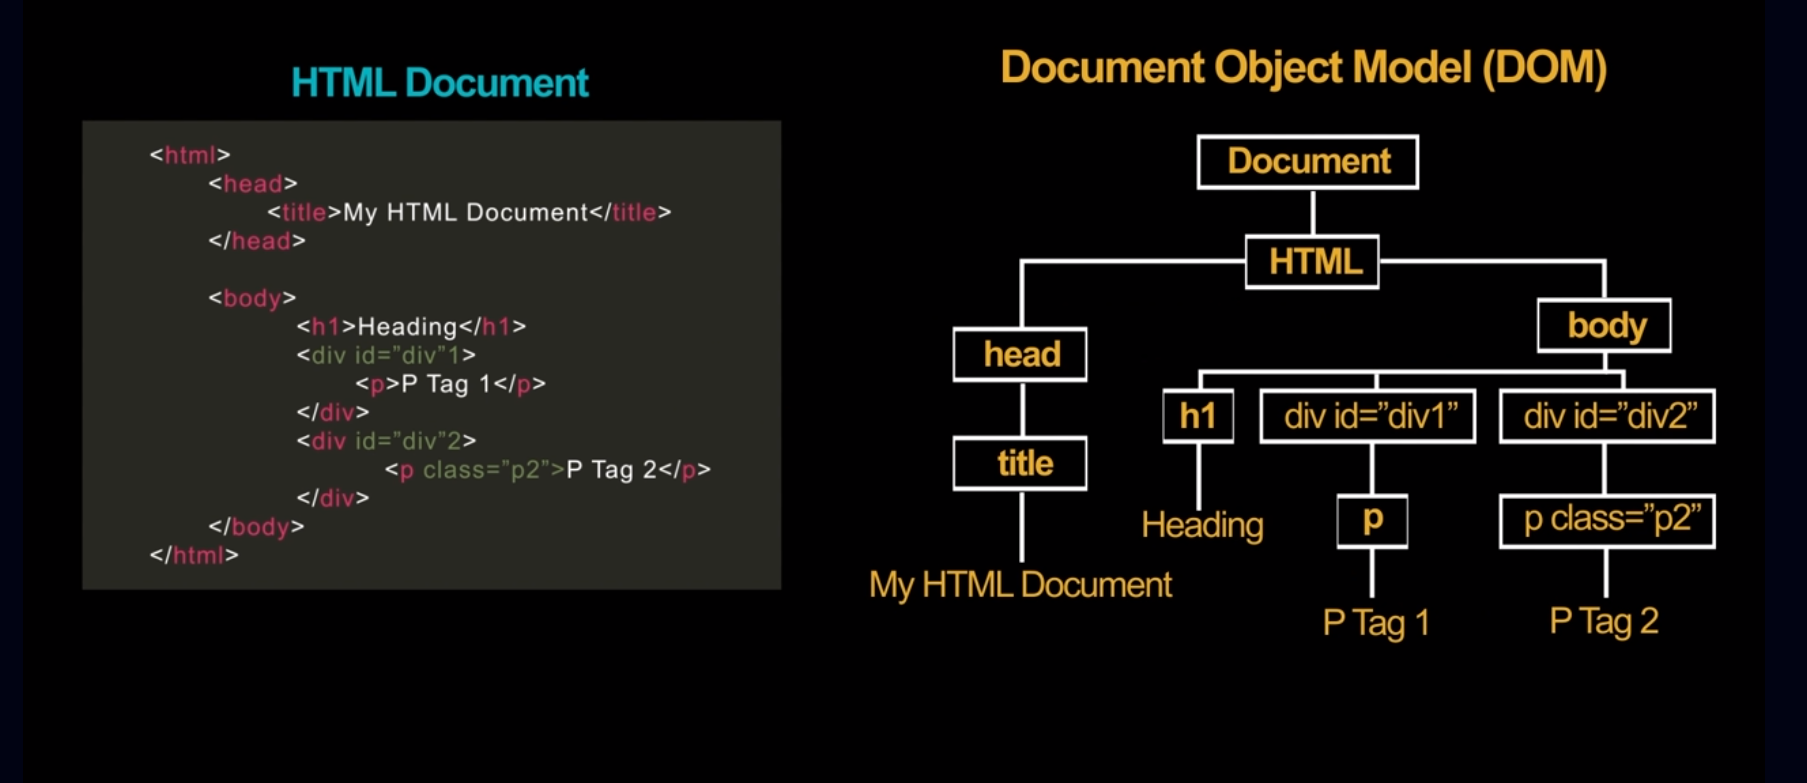 HTML Document
<html>
<head>
<title>My HTML Document</title>
</head>
<body>
<h1>Heading</h1>
<div id=”div”1>
<p>P Tag 1</p>
</div>
<div id=”div”2>
<p class=”p2”>P Tag 2</p>
</div>
</body>
</html>
Document Object Model (DOM)
Document
HTML
head
body
title
h1
div id=”div1”
div id=”div2”
My HTML Document
Heading
p
p class=”p2”
P Tag 1
P Tag 2